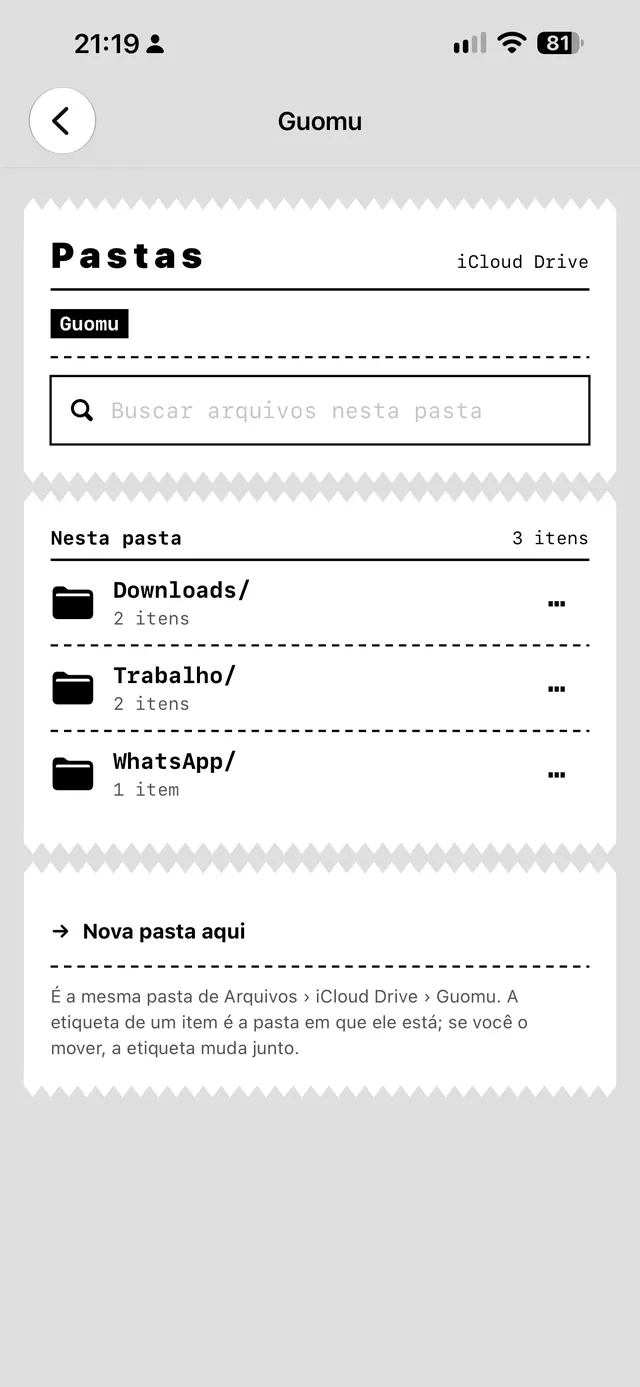 21:19
81
Guomu
Pastas
iCloud Drive
Guomu
Buscar arquivos nesta pasta
Nesta pasta
3 itens
Downloads/
2 itens
Trabalho/
2 itens
WhatsApp/
1 item
→ Nova pasta aqui
É a mesma pasta de Arquivos › iCloud Drive › Guomu. A
etiqueta de um item é a pasta em que ele está; se você o
mover, a etiqueta muda junto.